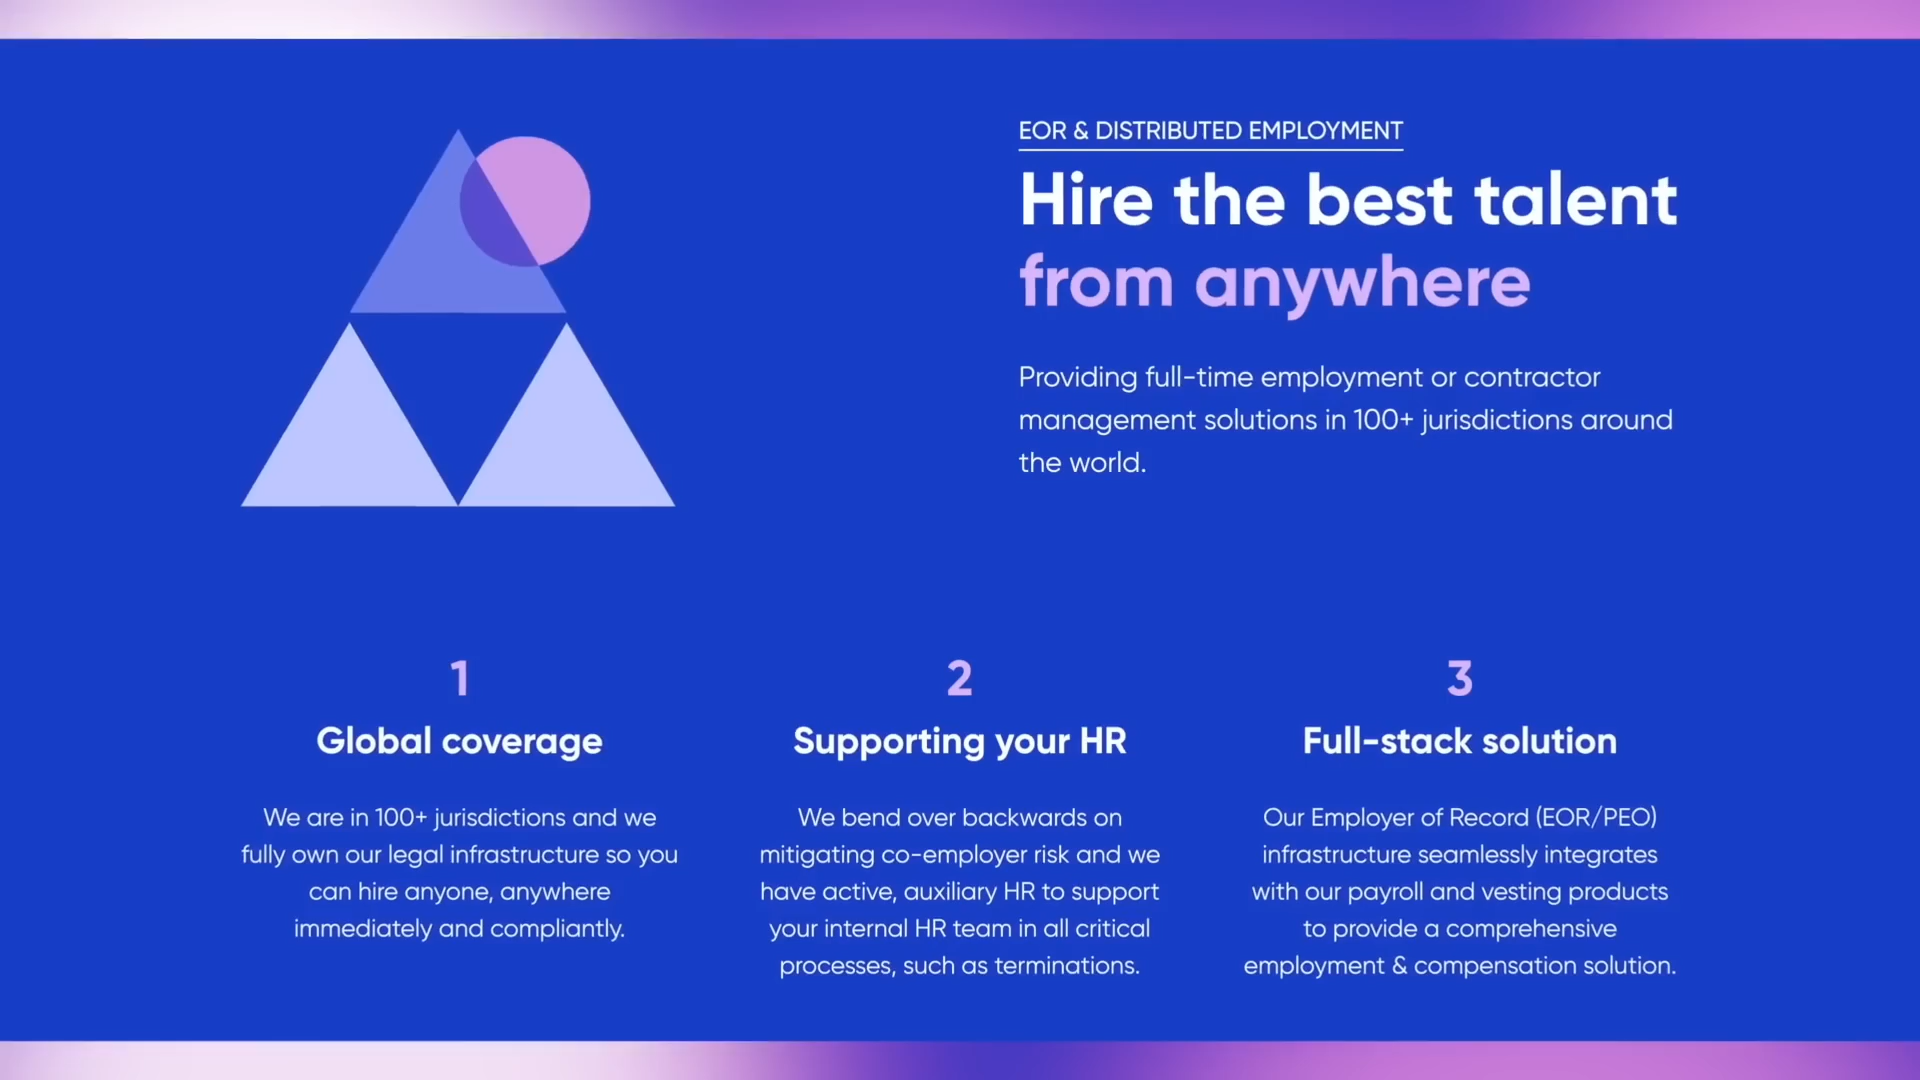 EOR & DISTRIBUTED EMPLOYMENT
Hire the best talent
from anywhere
Providing full-time employment or contractor
management solutions in 100+ jurisdictions around
the world.
1
Global coverage
We are in 100+ jurisdictions and we
fully own our legal infrastructure so you
can hire anyone, anywhere
immediately and compliantly.
2
Supporting your HR
We bend over backwards on
mitigating co-employer risk and we
have active, auxiliary HR to support
your internal HR team in all critical
processes, such as terminations.
3
Full-stack solution
Our Employer of Record (EOR/PEO)
infrastructure seamlessly integrates
with our payroll and vesting products
to provide a comprehensive
employment & compensation solution.